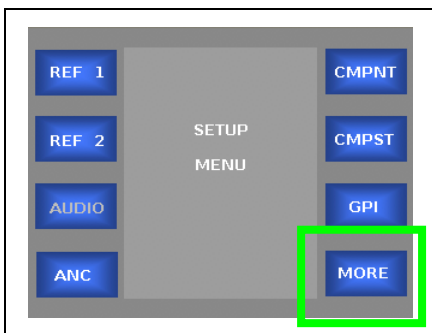 REF 1
REF 2
AUDIO
ANC
SETUP
MENU
CMPNT
CMPST
GPI
MORE